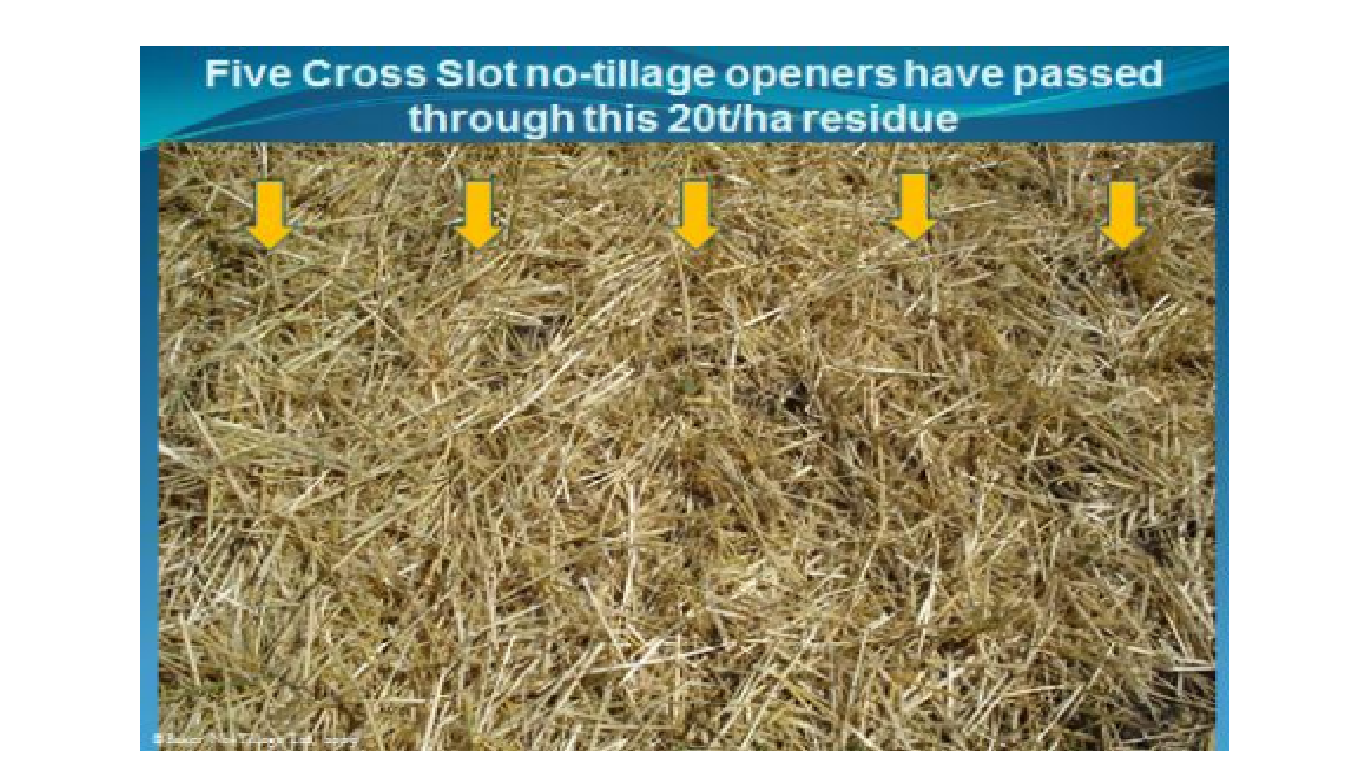 Five Cross Slot no-tillage openers have passed
through this 20t/ha residue